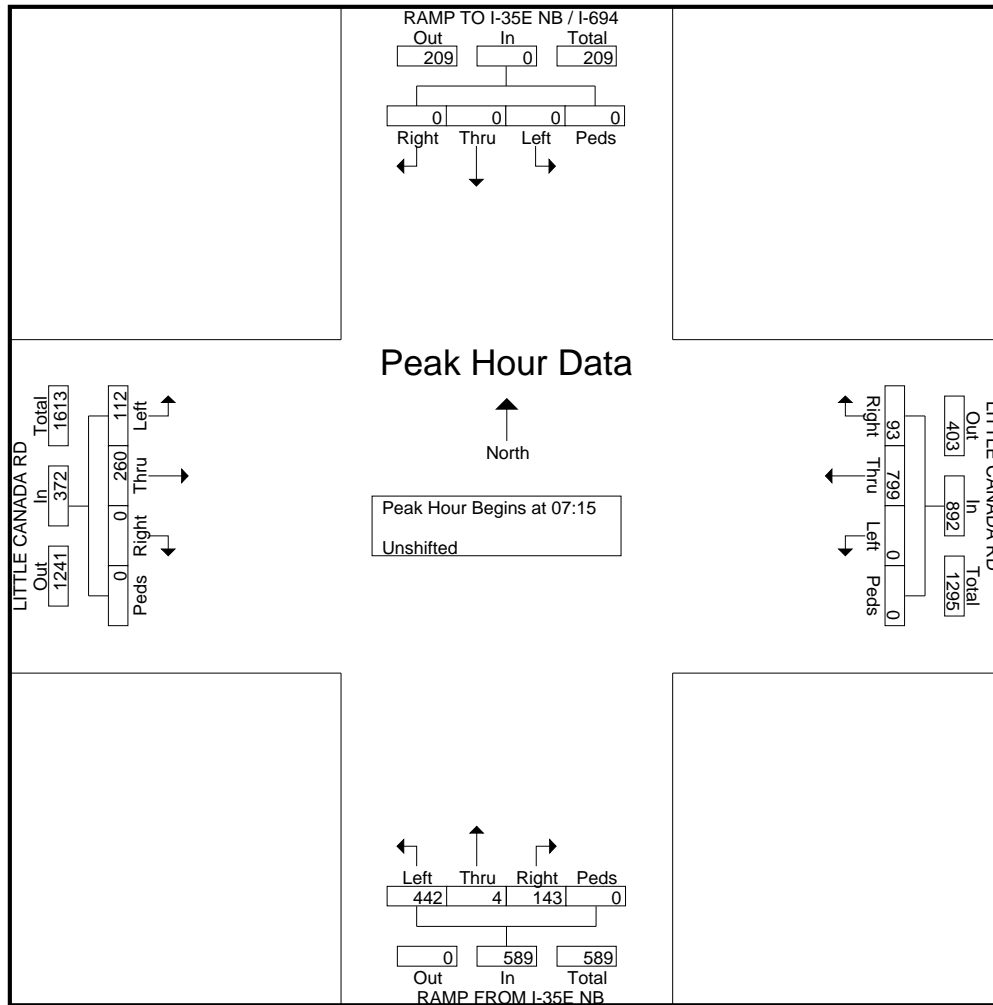 RAMP TO I-35E NB / I-694
Out In Total
209 0 209
0 0 0 0
Right Thru Left Peds
Peak Hour Data
North
Peak Hour Begins at 07:15
Unshifted
LITTLE CANADA RD
Out In Total
1241 372 1613
112 260 0 0
Left Thru Right Peds
LITTLE CANADA RD
Out In Total
403 892 1295
93 799 0 0
Right Thru Left Peds
Left Thru Right Peds
442 4 143 0
0 589 589
Out In Total
RAMP FROM I-35E NB